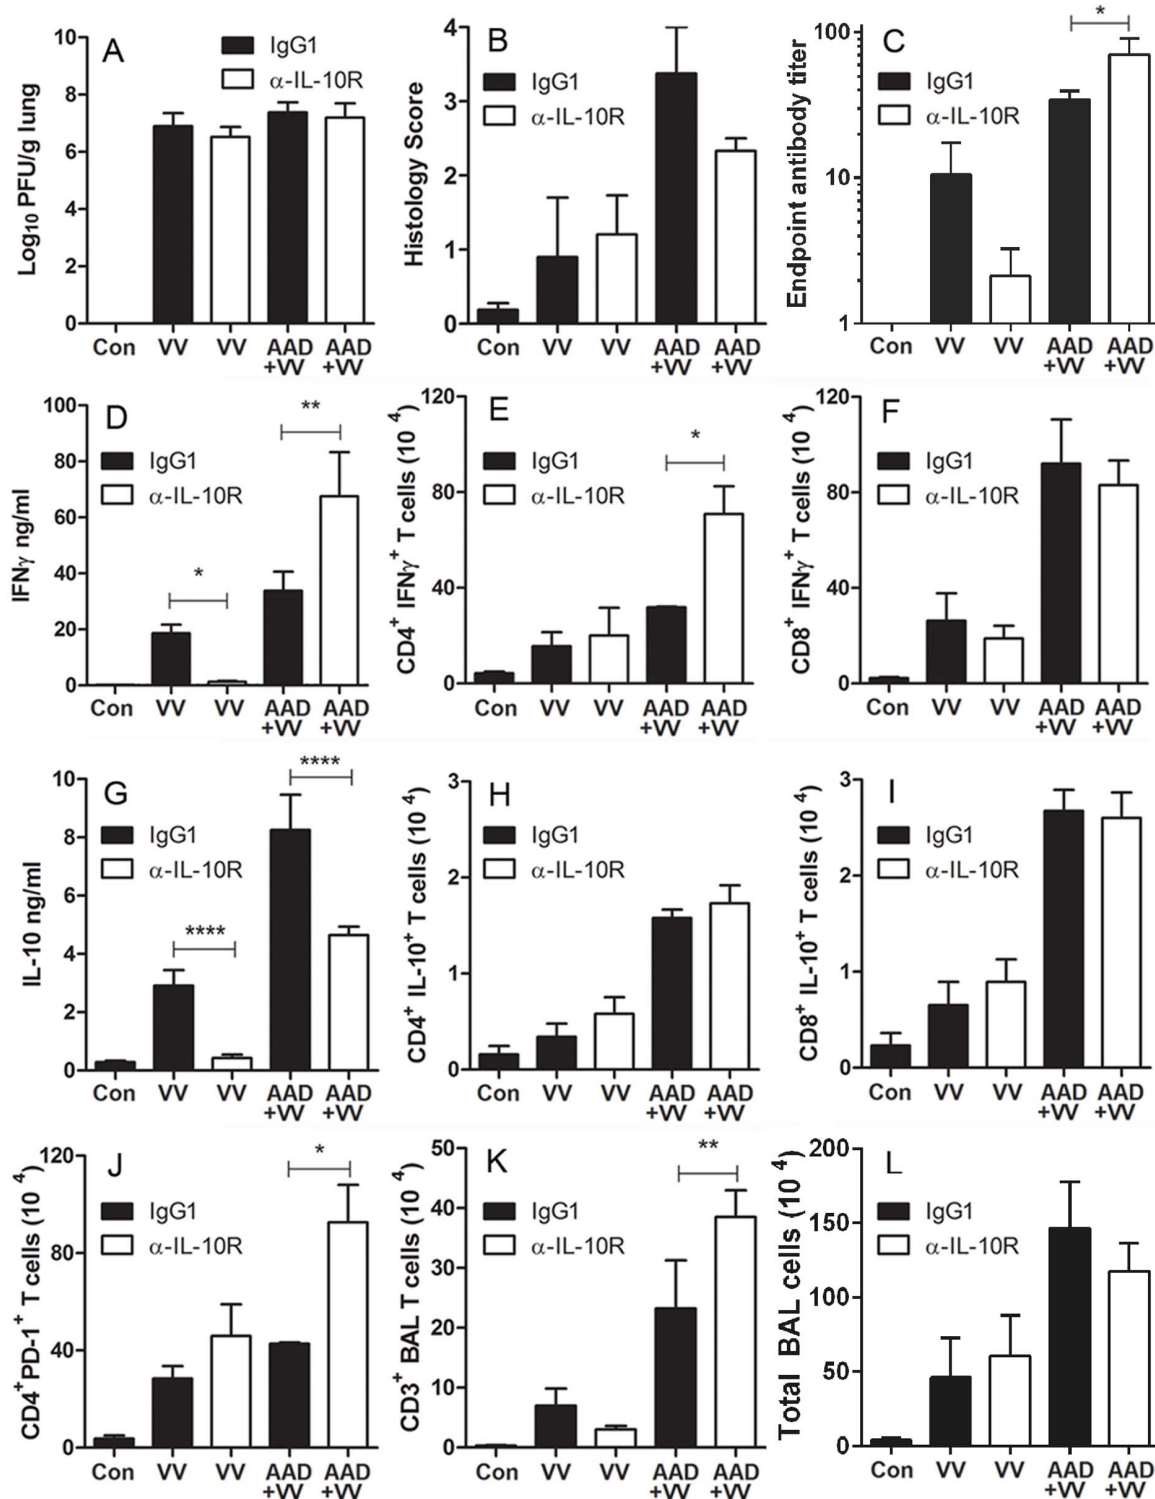 A
IgG1
α-IL-10R
Log₁₀ PFU/g lung
10
8
6
4
2
0
Con VV VV AAD AAD
+VV +VV
B
IgG1
α-IL-10R
Histology Score
4
3
2
1
0
Con VV VV AAD AAD
+VV +VV
C
*
IgG1
α-IL-10R
Endpoint antibody titer
100
10
1
Con VV VV AAD AAD
+VV +VV
D
**
*
IgG1
α-IL-10R
IFNγ ng/ml
100
80
60
40
20
0
Con VV VV AAD AAD
+VV +VV
E
*
IgG1
α-IL-10R
CD4⁺ IFNγ⁺ T cells (10 ⁴)
120
80
40
0
Con VV VV AAD AAD
+VV +VV
F
IgG1
α-IL-10R
CD8⁺ IFNγ⁺ T cells (10 ⁴)
120
80
40
0
Con VV VV AAD AAD
+VV +VV
G
****
****
IgG1
α-IL-10R
IL-10 ng/ml
10
8
6
4
2
0
Con VV VV AAD AAD
+VV +VV
H
IgG1
α-IL-10R
CD4⁺ IL-10⁺ T cells (10 ⁴)
3
2
1
0
Con VV VV AAD AAD
+VV +VV
I
IgG1
α-IL-10R
CD8⁺ IL-10⁺ T cells (10 ⁴)
3
2
1
0
Con VV VV AAD AAD
+VV +VV
J
*
IgG1
α-IL-10R
CD4⁺PD-1⁺ T cells (10 ⁴)
120
80
40
0
Con VV VV AAD AAD
+VV +VV
K
**
IgG1
α-IL-10R
CD3⁺ BAL T cells (10 ⁴)
50
40
30
20
10
0
Con VV VV AAD AAD
+VV +VV
L
IgG1
α-IL-10R
Total BAL cells (10 ⁴)
200
150
100
50
0
Con VV VV AAD AAD
+VV +VV